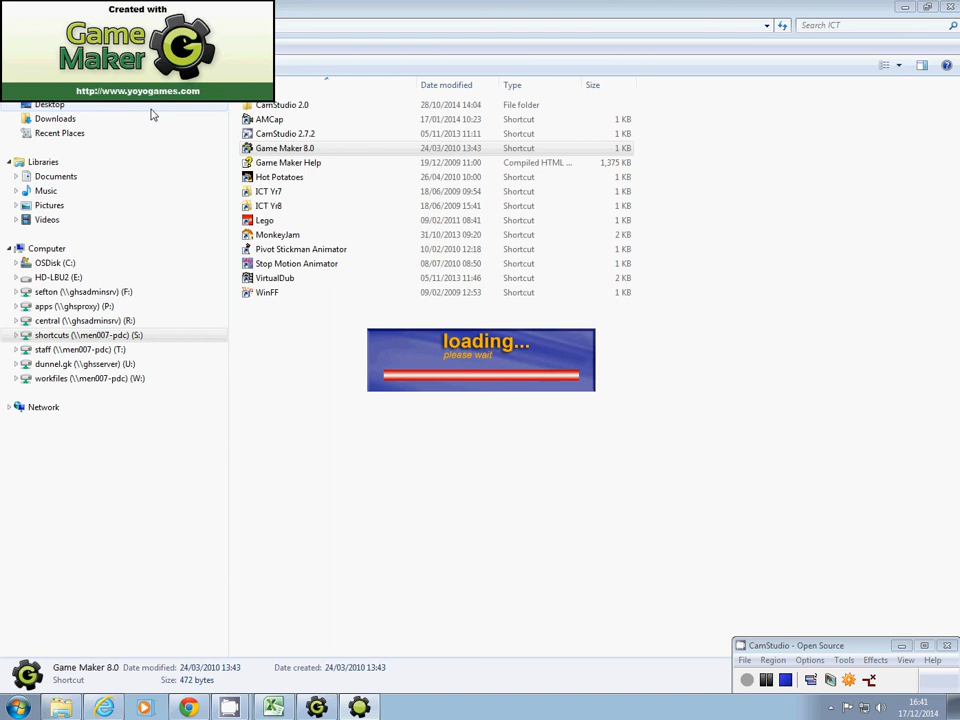 Created with
Game
Maker
http://www.yoyogames.com
Search ICT
Date modified Type Size
Desktop
Downloads
Recent Places
Libraries
Documents
Music
Pictures
Videos
Computer
OSDisk (C:)
HD-LBU2 (E:)
sefton (\\ghsadminsrv) (F:)
apps (\\ghsproxy) (P:)
central (\\ghsadminsrv) (R:)
shortcuts (\\men007-pdc) (S:)
staff (\\men007-pdc) (T:)
dunnel.gk (\\ghsserver) (U:)
workfiles (\\men007-pdc) (W:)
Network
CamStudio 2.0 28/10/2014 14:04 File folder
AMCap 17/01/2014 10:23 Shortcut 1 KB
CamStudio 2.7.2 05/11/2013 11:11 Shortcut 1 KB
Game Maker 8.0 24/03/2010 13:43 Shortcut 1 KB
Game Maker Help 19/12/2009 11:00 Compiled HTML ... 1,375 KB
Hot Potatoes 26/04/2010 10:00 Shortcut 1 KB
ICT Yr7 18/06/2009 09:54 Shortcut 1 KB
ICT Yr8 18/06/2009 15:41 Shortcut 1 KB
Lego 09/02/2011 08:41 Shortcut 1 KB
MonkeyJam 31/10/2013 09:20 Shortcut 2 KB
Pivot Stickman Animator 10/02/2010 12:18 Shortcut 1 KB
Stop Motion Animator 08/07/2010 08:50 Shortcut 1 KB
VirtualDub 05/11/2013 11:46 Shortcut 2 KB
WinFF 09/02/2009 12:53 Shortcut 1 KB
loading...
please wait
CamStudio - Open Source
File Region Options Tools Effects View Help
Game Maker 8.0 Date modified: 24/03/2010 13:43 Date created: 24/03/2010 13:43
Shortcut Size: 472 bytes
16:41
17/12/2014